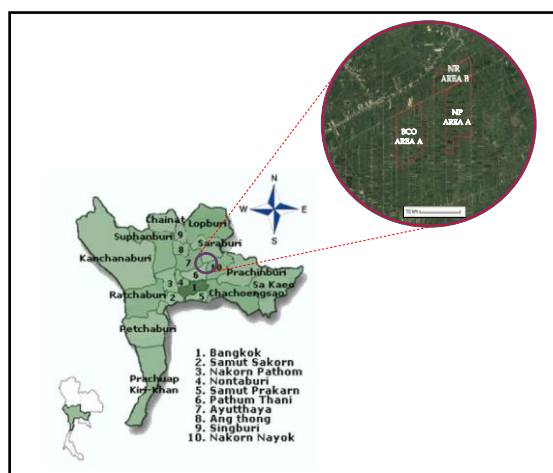 NR
AREA B
NP
AREA A
BCO
AREA A
10 km
N
W E
S
Chainat
Lopburi
Suphanburi
9
Saraburi
8
Kanchanaburi
7
10
Prachinburi
6
3 4
1
Sa Kaeo
Ratchaburi
2
5
Chachoengsao
Petchaburi
Prachuap
Kiri-Khan
1. Bangkok
2. Samut Sakorn
3. Nakorn Pathom
4. Nontaburi
5. Samut Prakarn
6. Pathum Thani
7. Ayutthaya
8. Ang thong
9. Singburi
10. Nakorn Nayok